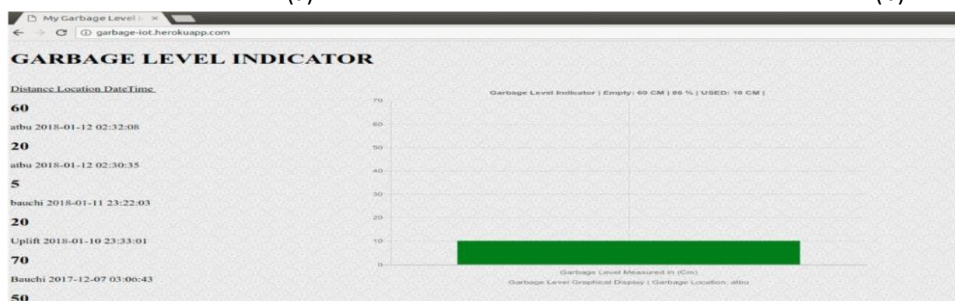 My Garbage Level
garbage-iot.herokuapp.com
GARBAGE LEVEL INDICATOR
Distance Location DateTime
60
atbu 2018-01-12 02:32:08
20
atbu 2018-01-12 02:30:35
5
bauchi 2018-01-11 23:22:03
20
Uplift 2018-01-10 23:33:01
70
Bauchi 2017-12-07 03:06:43
50
Garbage Level Indicator | Empty: 60 CM | 86 % | USED: 10 CM |
70
60
50
40
30
20
10
0
Garbage Level Measured in (Cm)
Garbage Level Graphical Display | Garbage Location: atbu